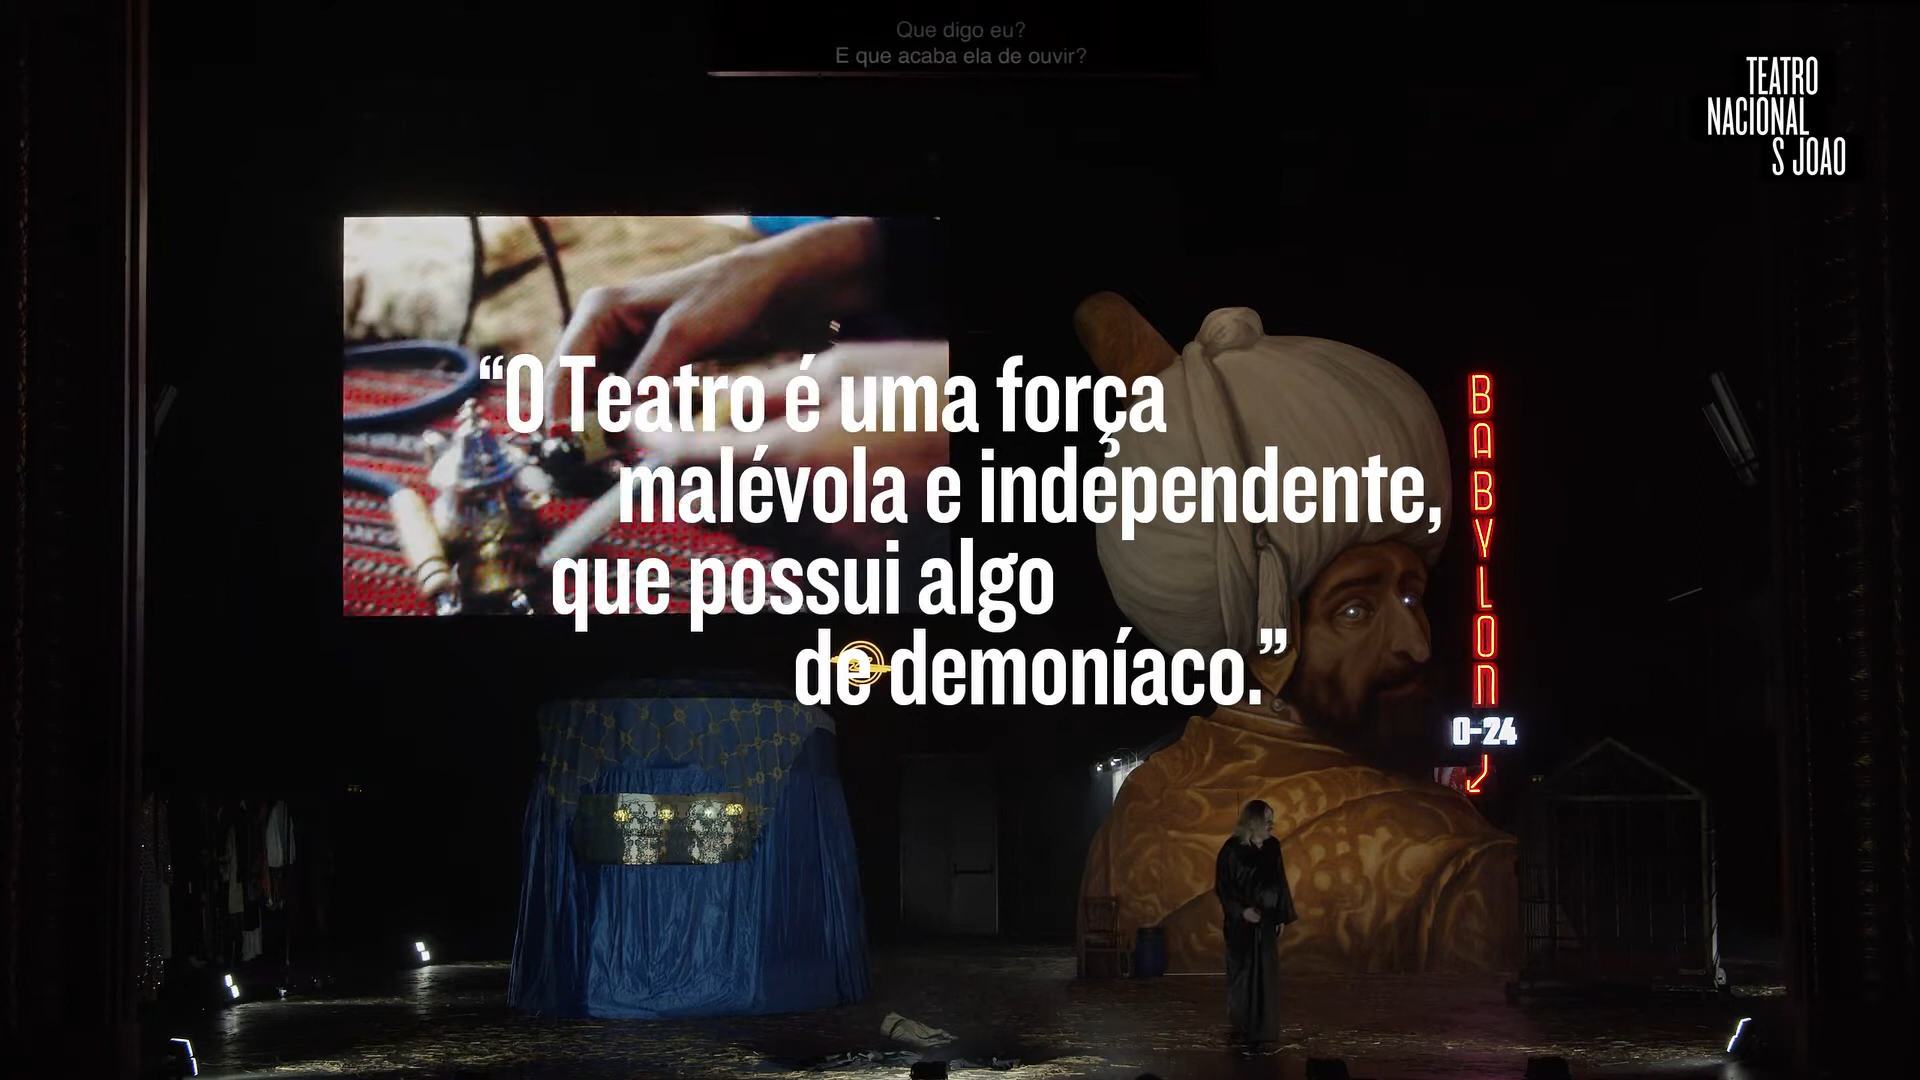 Que digo eu?
E que acaba ela de ouvir?
TEATRO
NACIONAL
S JOAO
“O Teatro é uma força
malévola e independente,
que possui algo
de demoníaco.”
BABYLON
0-24